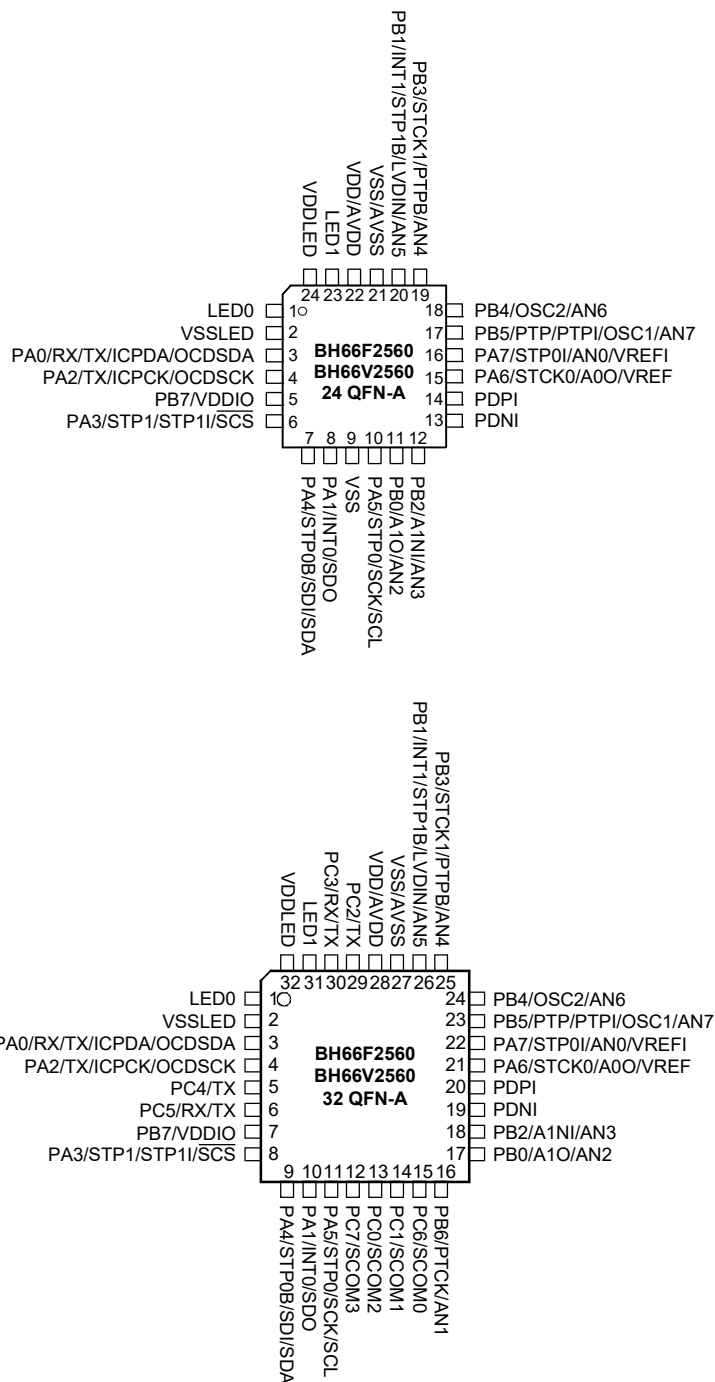 PB1/INT1/STP1B/LVDIN/AN5
PB3/STCK1/PTPB/AN4
VDDLED
LED1
VDD/AVDD
VSS/AVSS
24 23 22 21 20 19
LED0 1 18 PB4/OSC2/AN6
VSSLED 2 17 PB5/PTP/PTPI/OSC1/AN7
PA0/RX/TX/ICPDA/OCDSDA 3 16 PA7/STP0I/AN0/VREFI
PA2/TX/ICPCK/OCDSCK 4 15 PA6/STCK0/A0O/VREF
PB7/VDDIO 5 14 PDPI
PA3/STP1/STP1I/SCS 6 13 PDNI
BH66F2560
BH66V2560
24 QFN-A
7 8 9 10 11 12
PA4/STP0B/SDI/SDA
PA1/INT0/SDO
VSS
PA5/STP0/SCK/SCL
PB0/A1O/AN2
PB2/A1NI/AN3
VDDLED
LED1
PC3/RX/TX
PC2/TX
VDD/AVDD
VSS/AVSS
PB1/INT1/STP1B/LVDIN/AN5
PB3/STCK1/PTPB/AN4
32 31 30 29 28 27 26 25
LED0 1 24 PB4/OSC2/AN6
VSSLED 2 23 PB5/PTP/PTPI/OSC1/AN7
PA0/RX/TX/ICPDA/OCDSDA 3 22 PA7/STP0I/AN0/VREFI
PA2/TX/ICPCK/OCDSCK 4 21 PA6/STCK0/A0O/VREF
PC4/TX 5 20 PDPI
PC5/RX/TX 6 19 PDNI
PB7/VDDIO 7 18 PB2/A1NI/AN3
PA3/STP1/STP1I/SCS 8 17 PB0/A1O/AN2
BH66F2560
BH66V2560
32 QFN-A
9 10 11 12 13 14 15 16
PA4/STP0B/SDI/SDA
PA1/INT0/SDO
PA5/STP0/SCK/SCL
PC7/SCOM3
PC0/SCOM2
PC1/SCOM1
PC6/SCOM0
PB6/PTCK/AN1